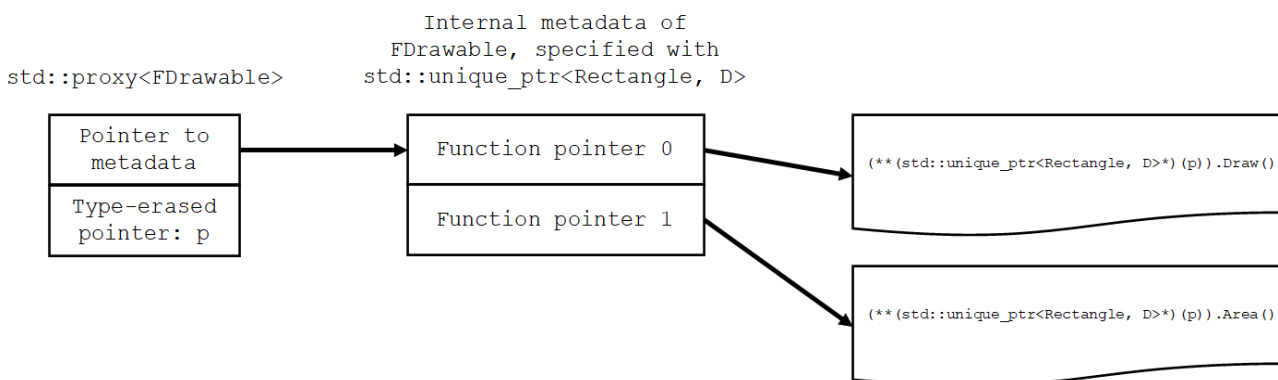 Internal metadata of
FDrawable, specified with
std::proxy<FDrawable>
std::unique_ptr<Rectangle, D>
Pointer to
metadata
Type-erased
pointer: p
Function pointer 0
Function pointer 1
(**(std::unique_ptr<Rectangle, D>*)(p)).Draw()
(**(std::unique_ptr<Rectangle, D>*)(p)).Area()